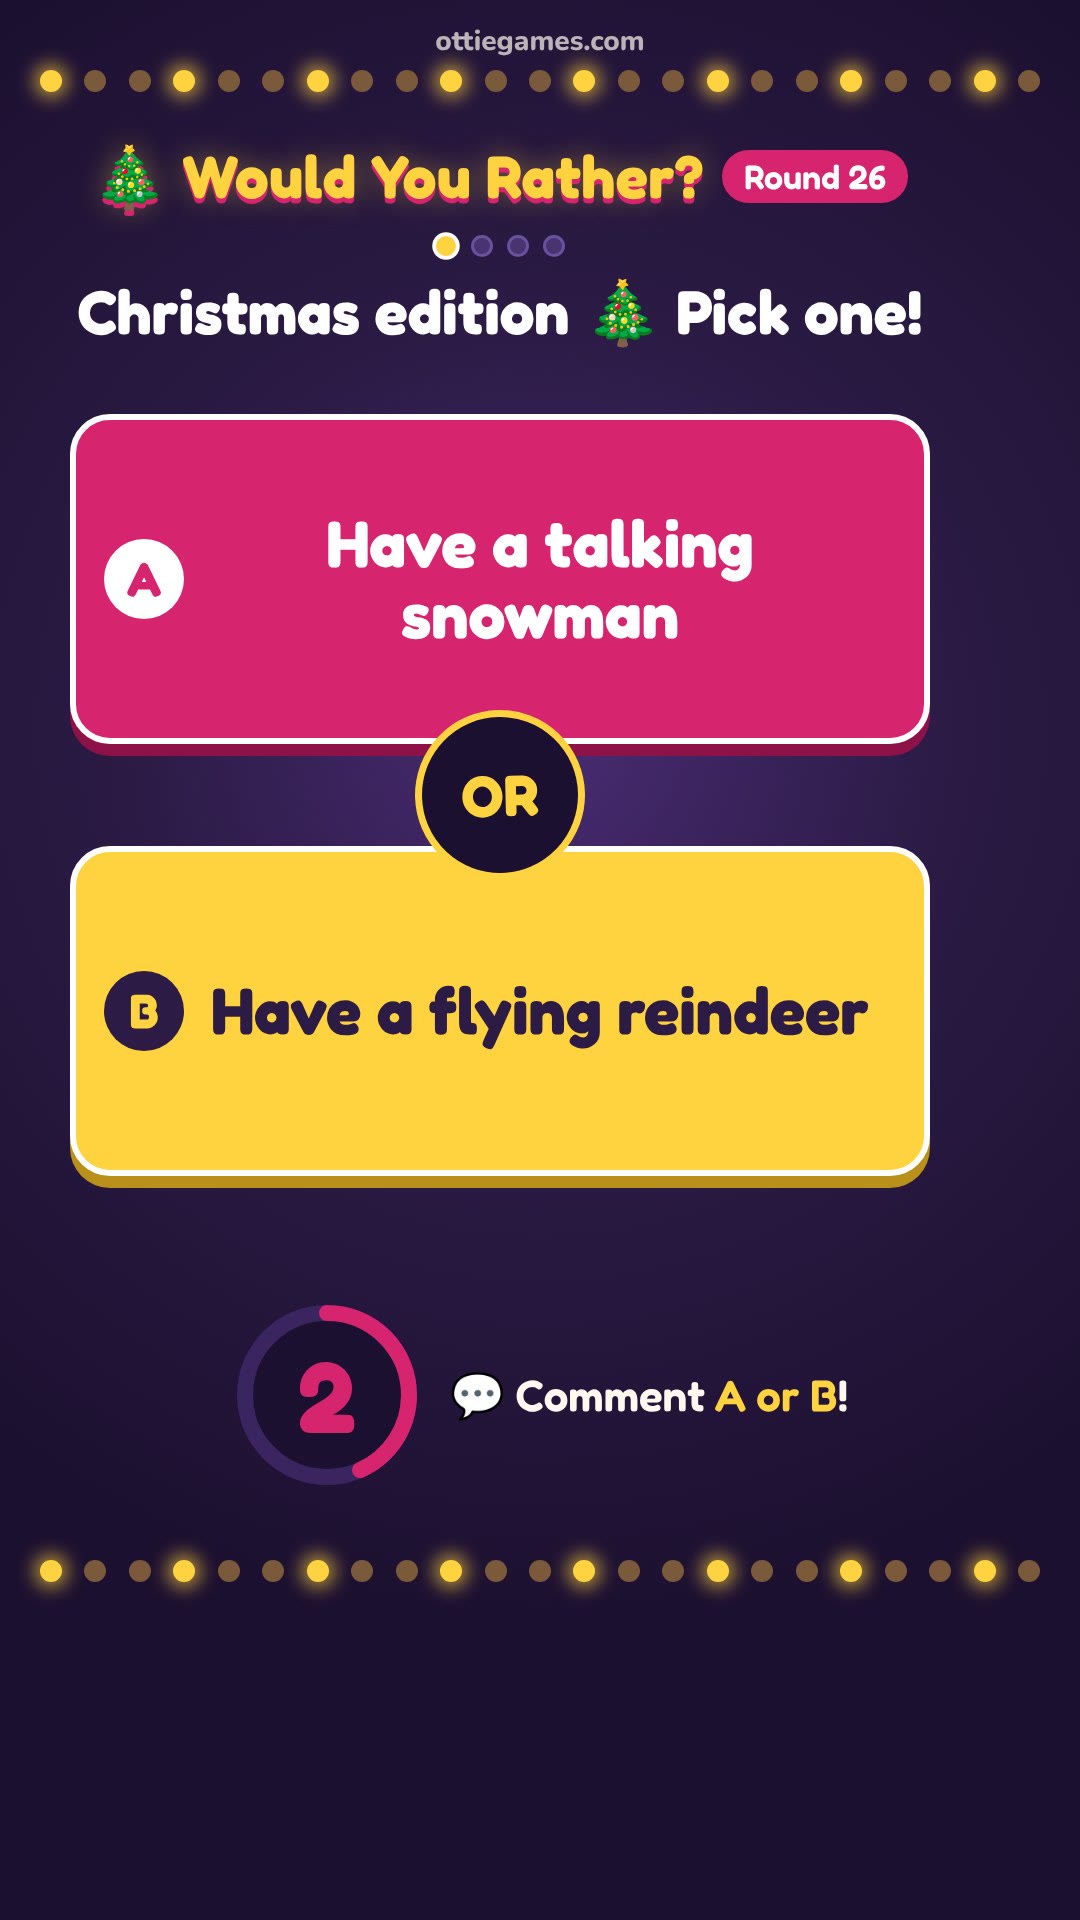 ottiegames.com
🎄 Would You Rather? Round 26
Christmas edition 🎄 Pick one!
Have a talking
A
snowman
OR
B Have a flying reindeer
2 💬 Comment A or B!